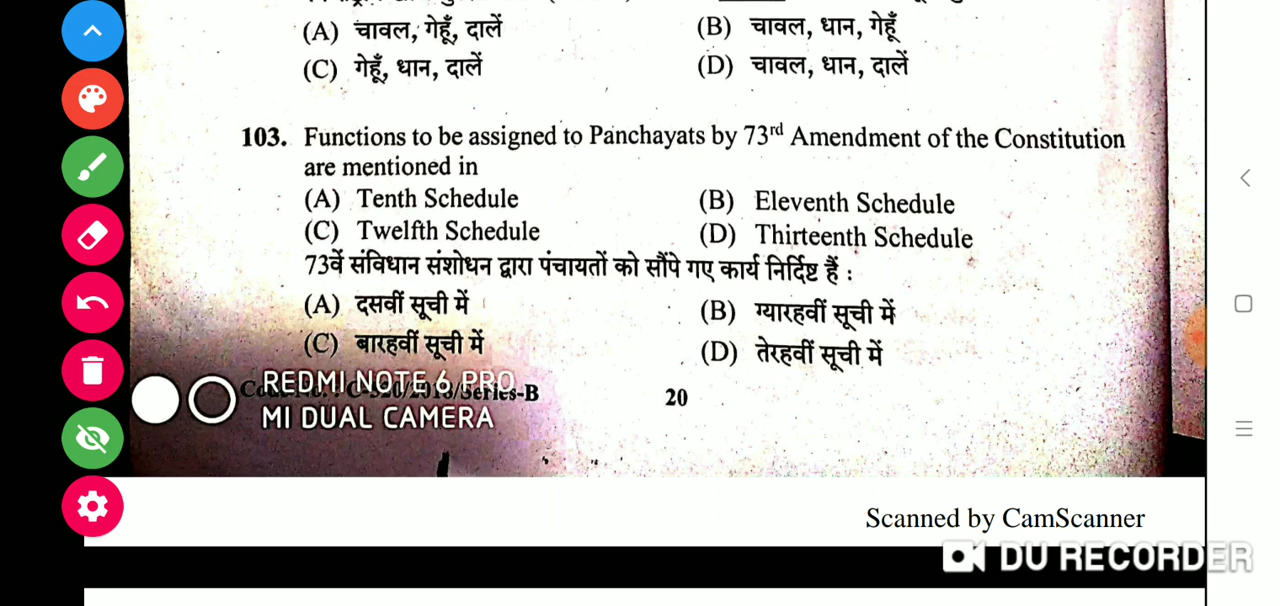 (A) चावल, गेहूँ, दालें (B) चावल, धान, गेहूँ
(C) गेहूँ, धान, दालें (D) चावल, धान, दालें
103. Functions to be assigned to Panchayats by 73rd Amendment of the Constitution
are mentioned in
(A) Tenth Schedule (B) Eleventh Schedule
(C) Twelfth Schedule (D) Thirteenth Schedule
73वें संविधान संशोधन द्वारा पंचायतों को सौंपे गए कार्य निर्दिष्ट हैं :
(A) दसवीं सूची में (B) ग्यारहवीं सूची में
(C) बारहवीं सूची में (D) तेरहवीं सूची में
REDMI NOTE 6 PRO
/Series-B 20
MI DUAL CAMERA
Scanned by CamScanner
DU RECORDER